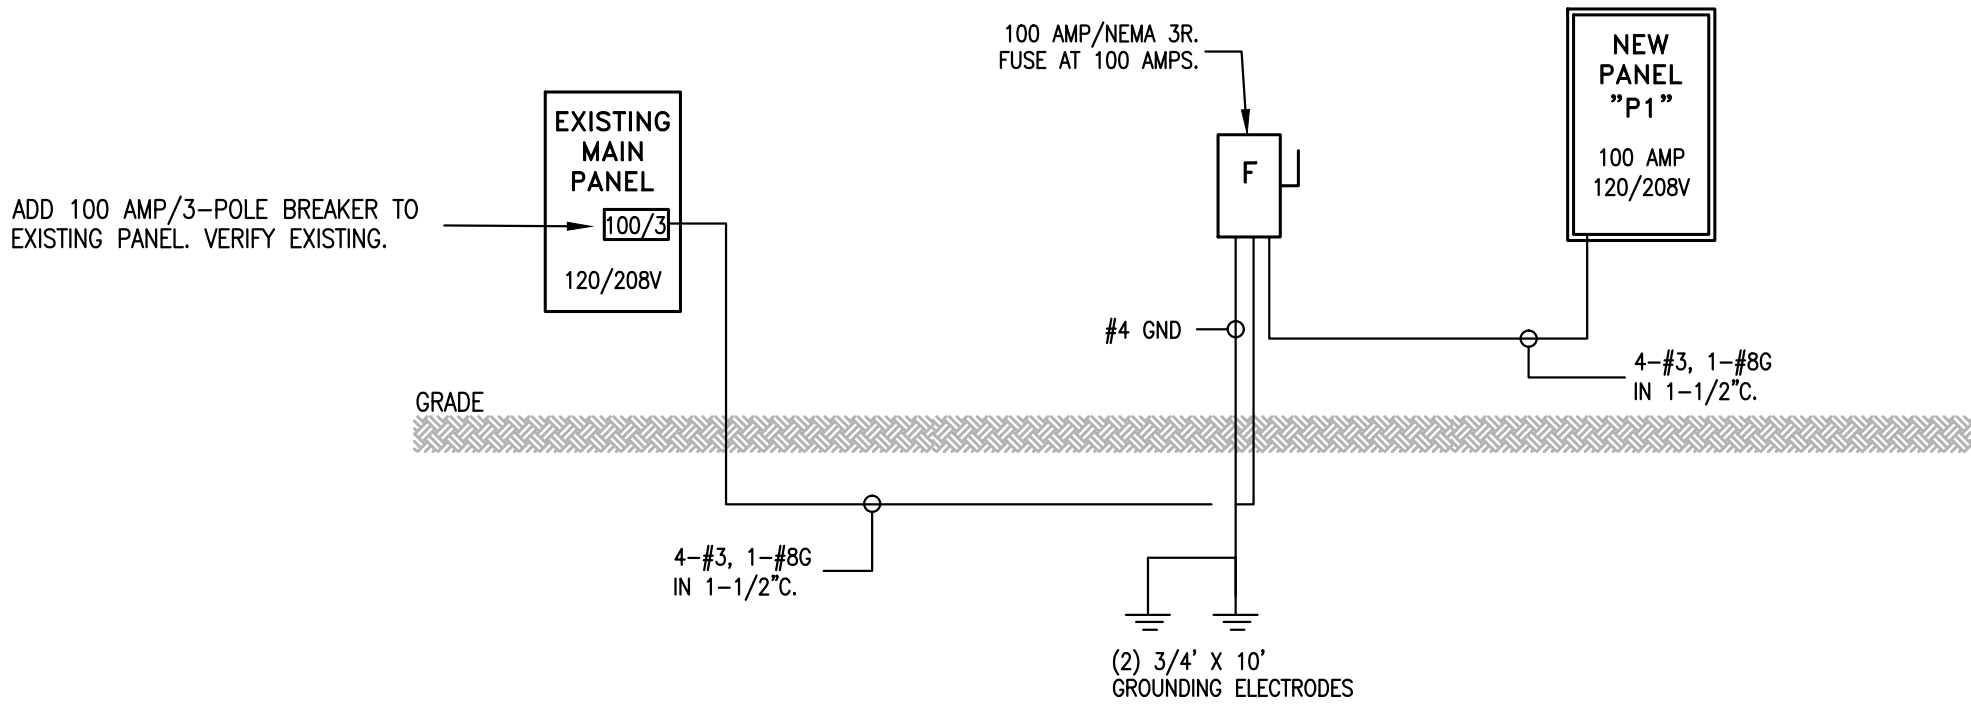 100 AMP/NEMA 3R.
FUSE AT 100 AMPS.
NEW
PANEL
"P1"
100 AMP
120/208V
EXISTING
MAIN
PANEL
100/3
120/208V
ADD 100 AMP/3-POLE BREAKER TO
EXISTING PANEL. VERIFY EXISTING.
F
#4 GND
4-#3, 1-#8G
IN 1-1/2"C.
GRADE
4-#3, 1-#8G
IN 1-1/2"C.
(2) 3/4' X 10'
GROUNDING ELECTRODES